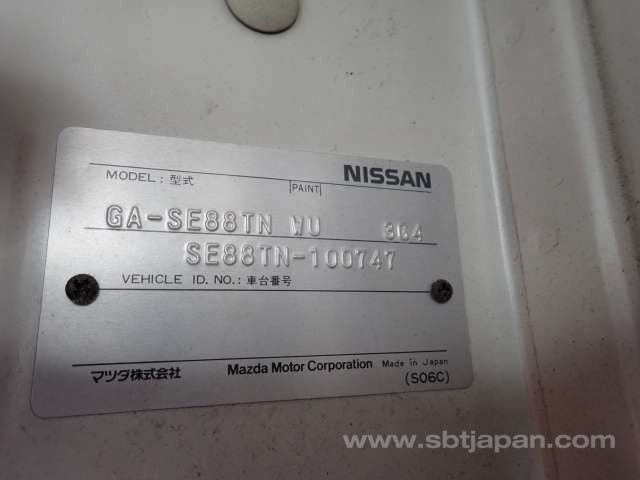 NISSAN
MODEL : 型式 PAINT
GA-SE88TN WU 3G4
SE88TN-100747
VEHICLE ID. NO. : 車台番号
マツダ株式会社 Mazda Motor Corporation Made in Japan
(S06C)
www.sbtjapan.com